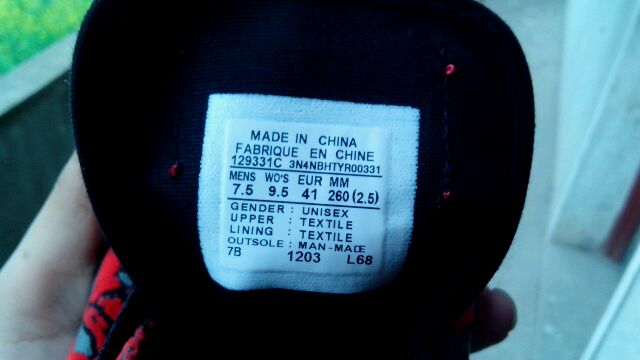 MADE IN CHINA
FABRIQUE EN CHINE
129331C 3N4NBHTYR00331
MENS WO'S EUR MM
7.5 9.5 41 260(2.5)
GENDER : UNISEX
UPPER : TEXTILE
LINING : TEXTILE
OUTSOLE : MAN-MADE
7B 1203 L68